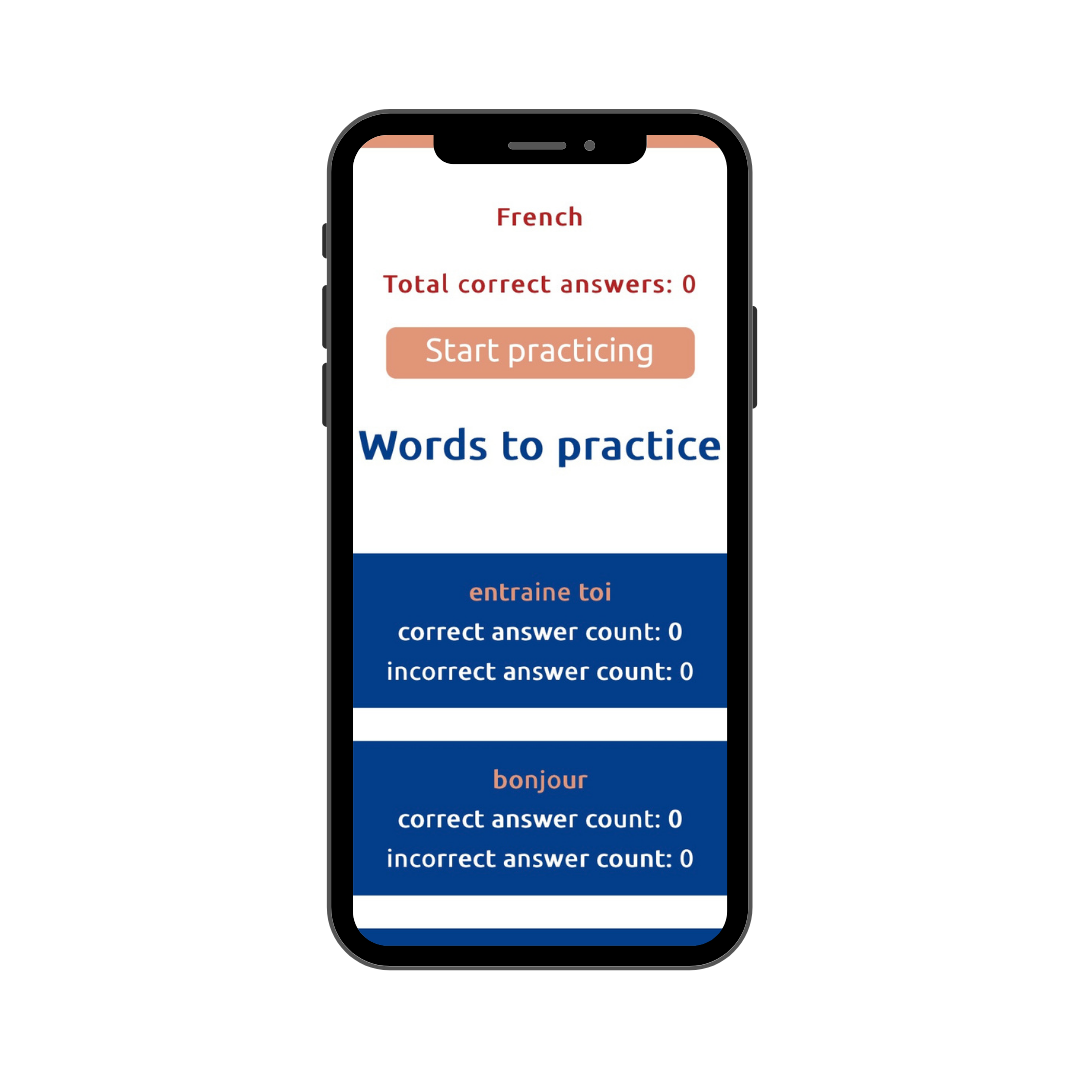 French
Total correct answers: 0
Start practicing
Words to practice
entraine toi
correct answer count: 0
incorrect answer count: 0
bonjour
correct answer count: 0
incorrect answer count: 0